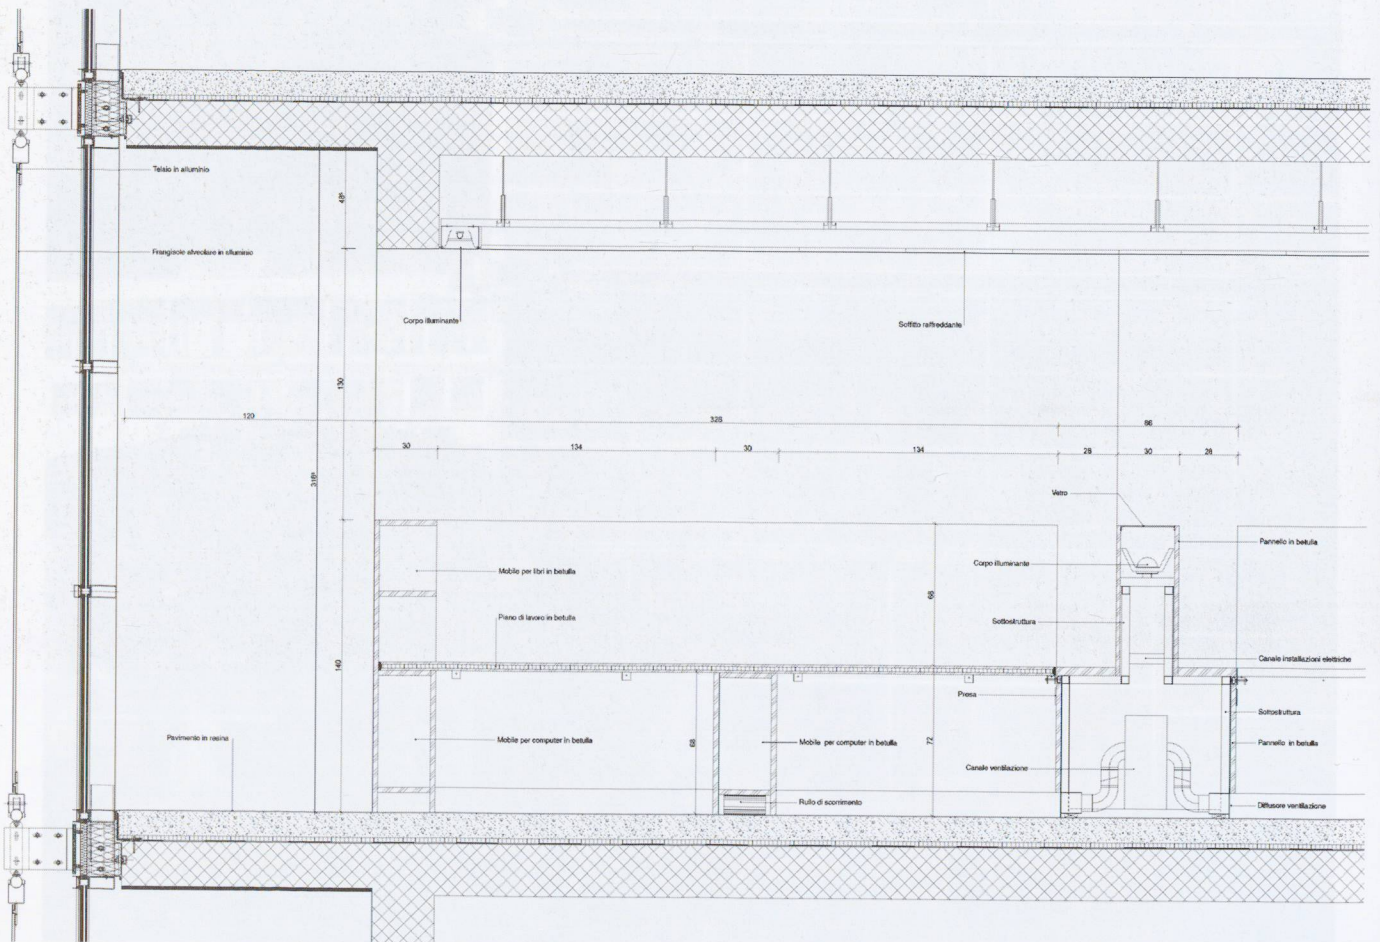 Telaio in alluminio
48⁵
Frangisole alveolare in alluminio
Corpo illuminante
Soffitto raffreddante
130
120
328
86
30
134
30
134
28
30
28
318⁵
Vetro
Pannello in betulla
Corpo illuminante
Mobile per libri in betulla
68
Piano di lavoro in betulla
Sottostruttura
140
Canale installazioni elettriche
Presa
Sottostruttura
Pavimento in resina
Mobile per computer in betulla
68
Mobile per computer in betulla
72
Pannello in betulla
Canale ventilazione
Rullo di scorrimento
Diffusore ventilazione